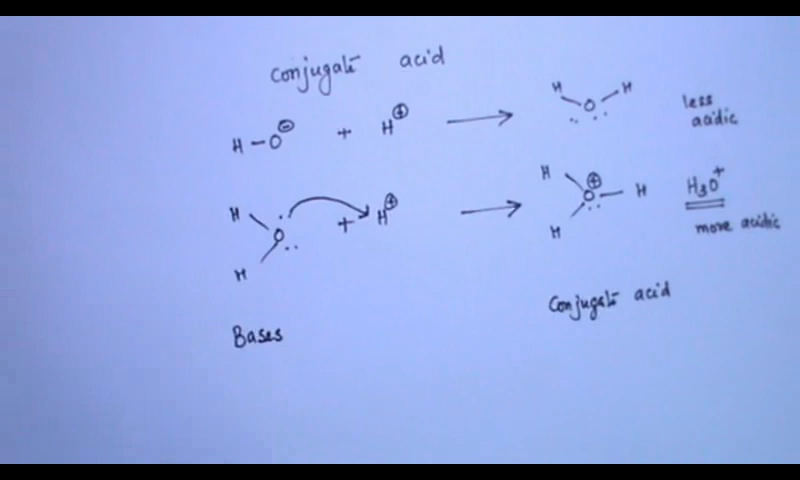 Conjugate acid
H-O⊖ + H⊕ → H O H less acidic
H O H + H⊕ → H O⊕ H H H₃O⁺ more acidic
Bases Conjugate acid